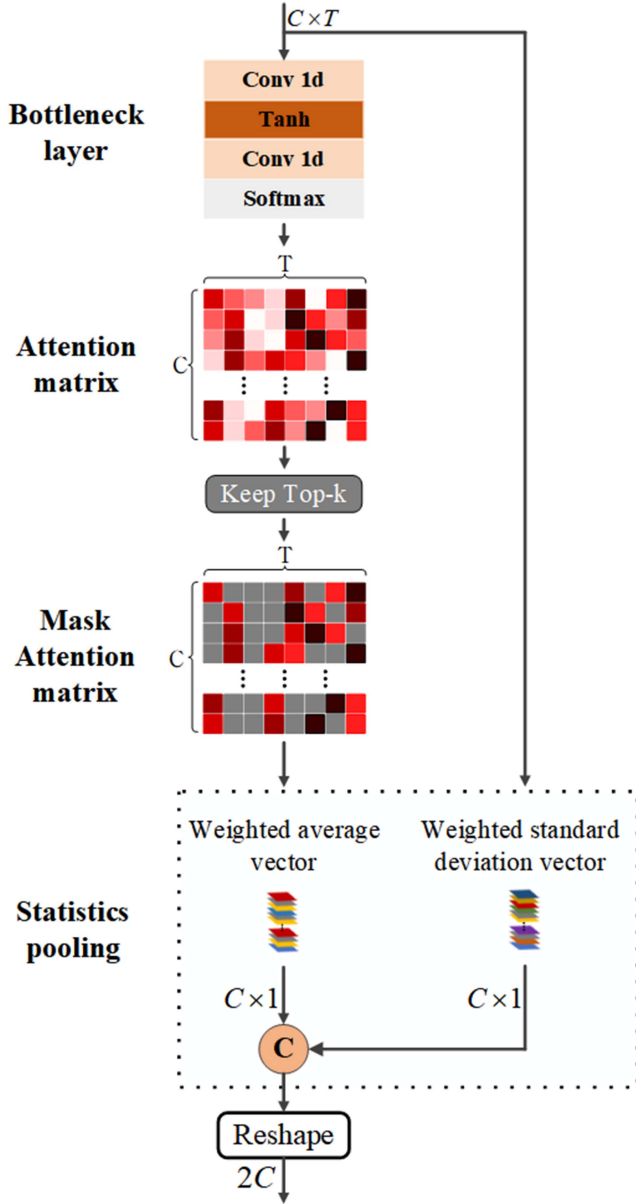 C×T
Conv 1d
Tanh
Conv 1d
Softmax
Bottleneck
layer
T
Attention
matrix
C
Keep Top-k
T
Mask
Attention
matrix
C
Weighted average
vector
Weighted standard
deviation vector
Statistics
pooling
C×1
C×1
C
Reshape
2C